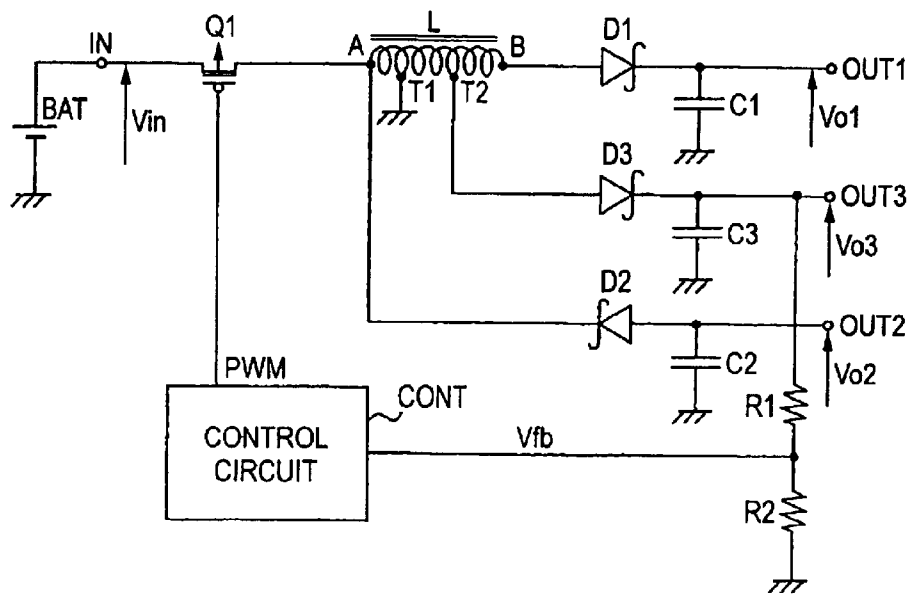 Q1
L
D1
IN
A
B
OUT1
T1
T2
BAT
Vin
C1
Vo1
D3
OUT3
C3
Vo3
D2
OUT2
C2
Vo2
PWM
CONT
R1
CONTROL
CIRCUIT
Vfb
R2